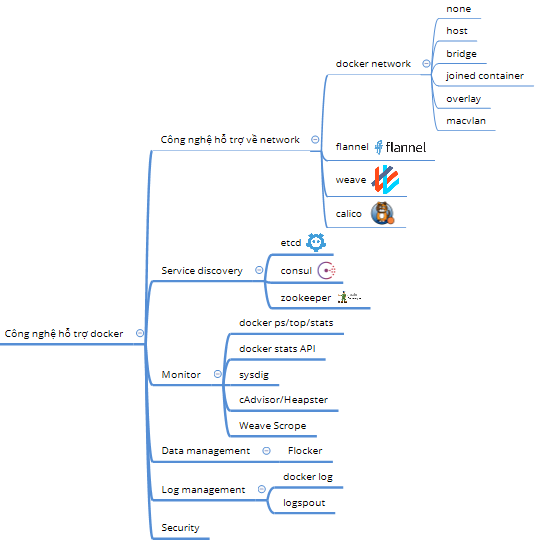 none
host
bridge
docker network
joined container
overlay
macvlan
Công nghệ hỗ trợ về network
flannel flannel
weave
calico
etcd
Service discovery
consul
zookeeper
docker ps/top/stats
Công nghệ hỗ trợ docker
docker stats API
Monitor
sysdig
cAdvisor/Heapster
Weave Scrope
Data management
Flocker
docker log
Log management
logspout
Security